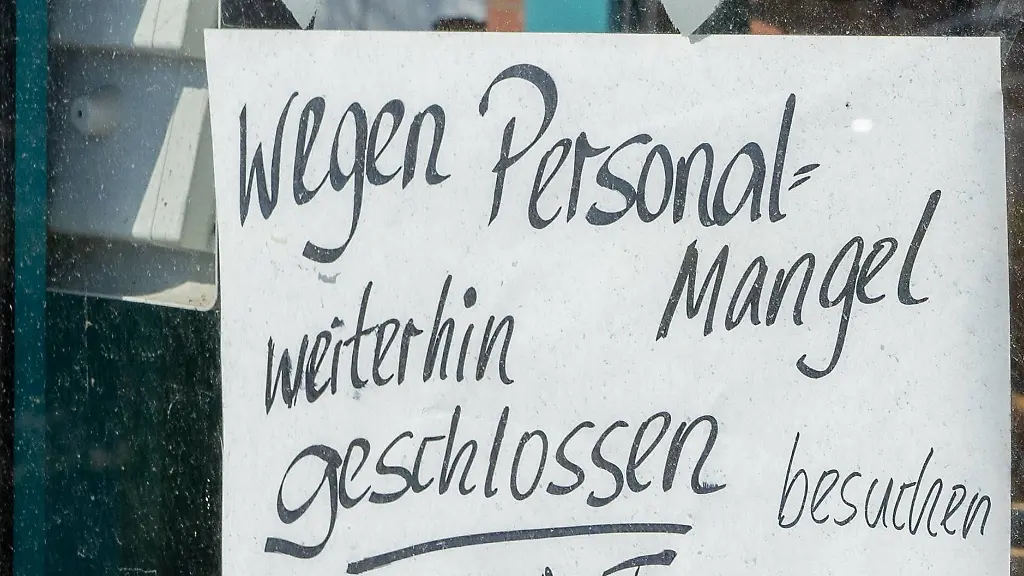 Wegen Personal=
Mangel
weiterhin
geschlossen
besuchen